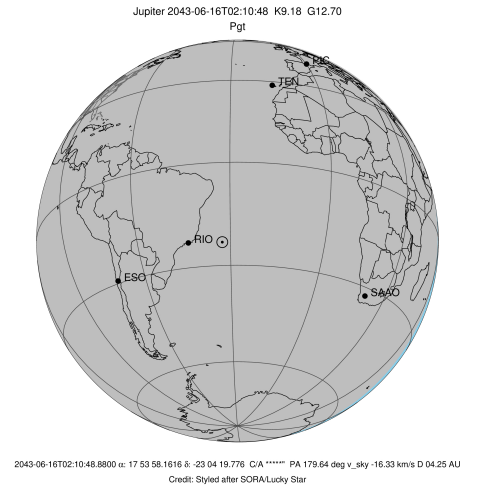 Jupiter 2043-06-16T02:10:48 K9.18 G12.70
Pgt
PIC
TEN
RIO
ESO
SAAO
2043-06-16T02:10:48.8800 α: 17 53 58.1616 δ: -23 04 19.776 C/A *****" PA 179.64 deg v_sky -16.33 km/s D 04.25 AU
Credit: Styled after SORA/Lucky Star